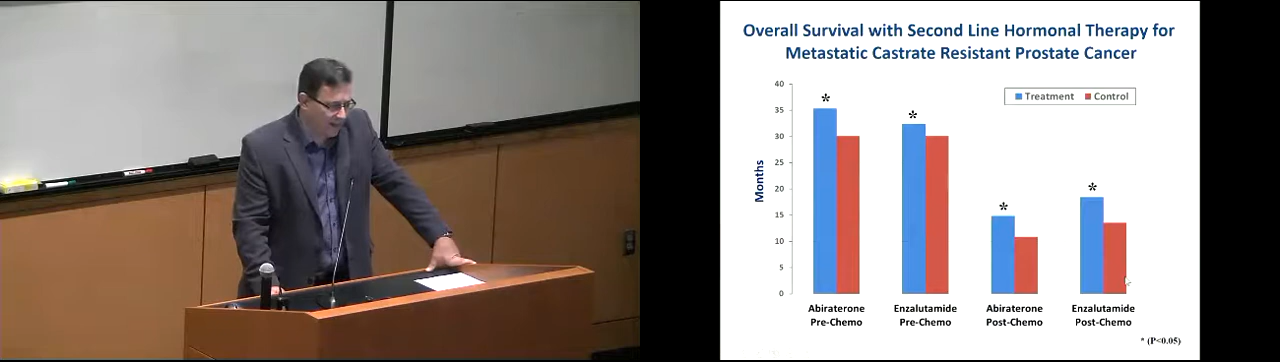 Overall Survival with Second Line Hormonal Therapy for
Metastatic Castrate Resistant Prostate Cancer
40
35
30
25
20
15
10
5
0
Months
Treatment Control
* * * *
Abiraterone Enzalutamide Abiraterone Enzalutamide
Pre-Chemo Pre-Chemo Post-Chemo Post-Chemo
* (P<0.05)